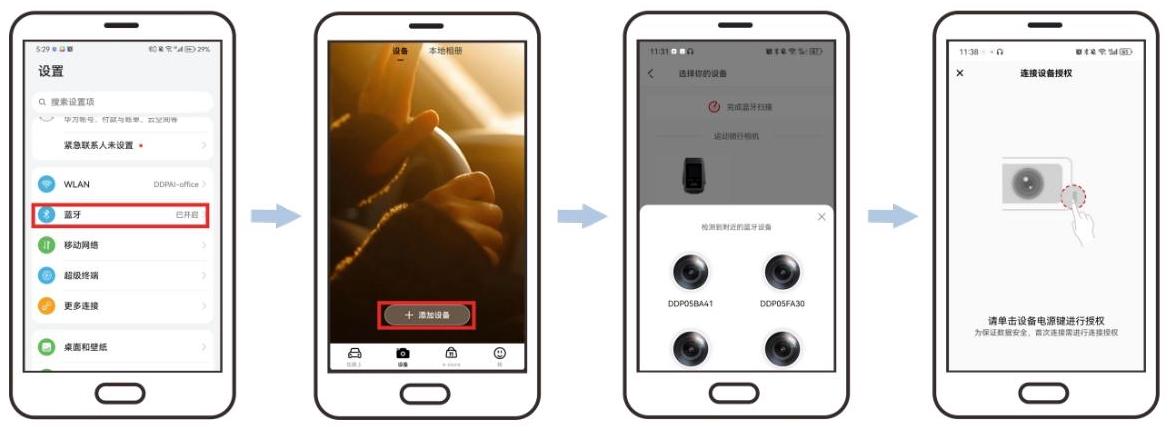 5:29
29%
设置
搜索设置项
华为帐号、付款与账单、云空间等
紧急联系人未设置
WLAN
DDPAI-office
蓝牙
已开启
移动网络
超级终端
更多连接
桌面和壁纸
设备 本地相册
+ 添加设备
设备
e-store
11:31
选择你的设备
完成蓝牙扫描
运动骑行相机
检测到附近的蓝牙设备
DDP05BA41
DDP05FA30
11:38
连接设备授权
请单击设备电源键进行授权
为保证数据安全，首次连接需进行连接授权